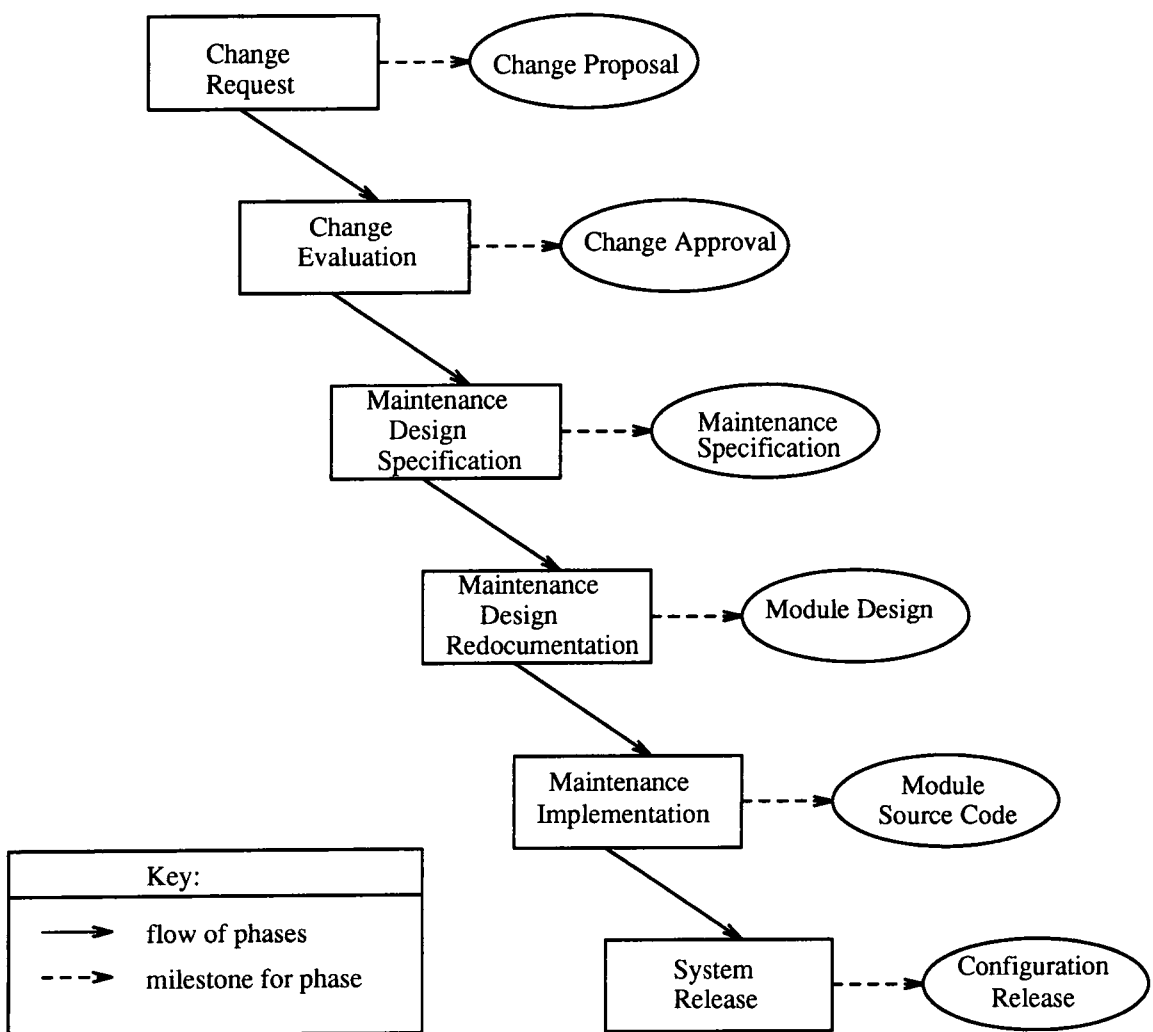 Change
Request
Change Proposal
Change
Evaluation
Change Approval
Maintenance
Design
Specification
Maintenance
Specification
Maintenance
Design
Redocumentation
Module Design
Maintenance
Implementation
Module
Source Code
Key:
flow of phases
milestone for phase
System
Release
Configuration
Release